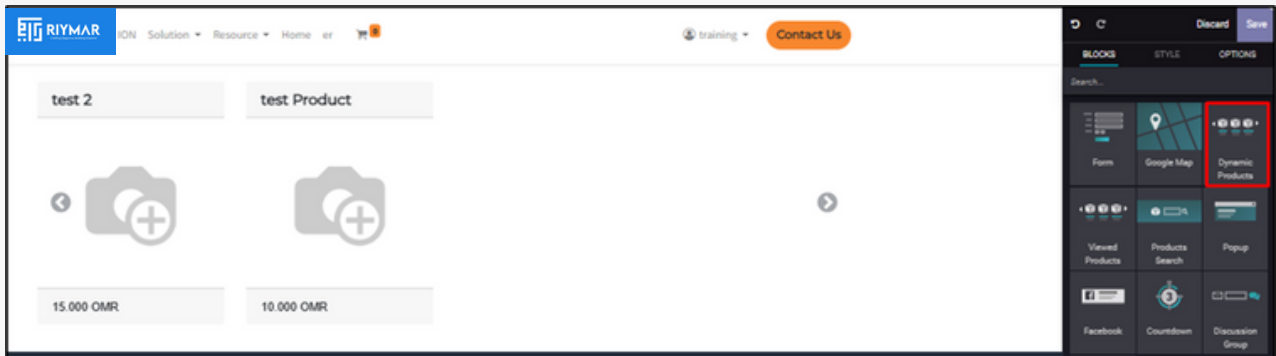 RIYMAR
ION Solution Resource Home er 0 training Contact Us
test 2
test Product
15.000 OMR
10.000 OMR
Discard Save
BLOCKS STYLE OPTIONS
Search...
Form Google Map Dynamic
Products
Viewed Products Popup
Products Search
Facebook Countdown Discussion
Group